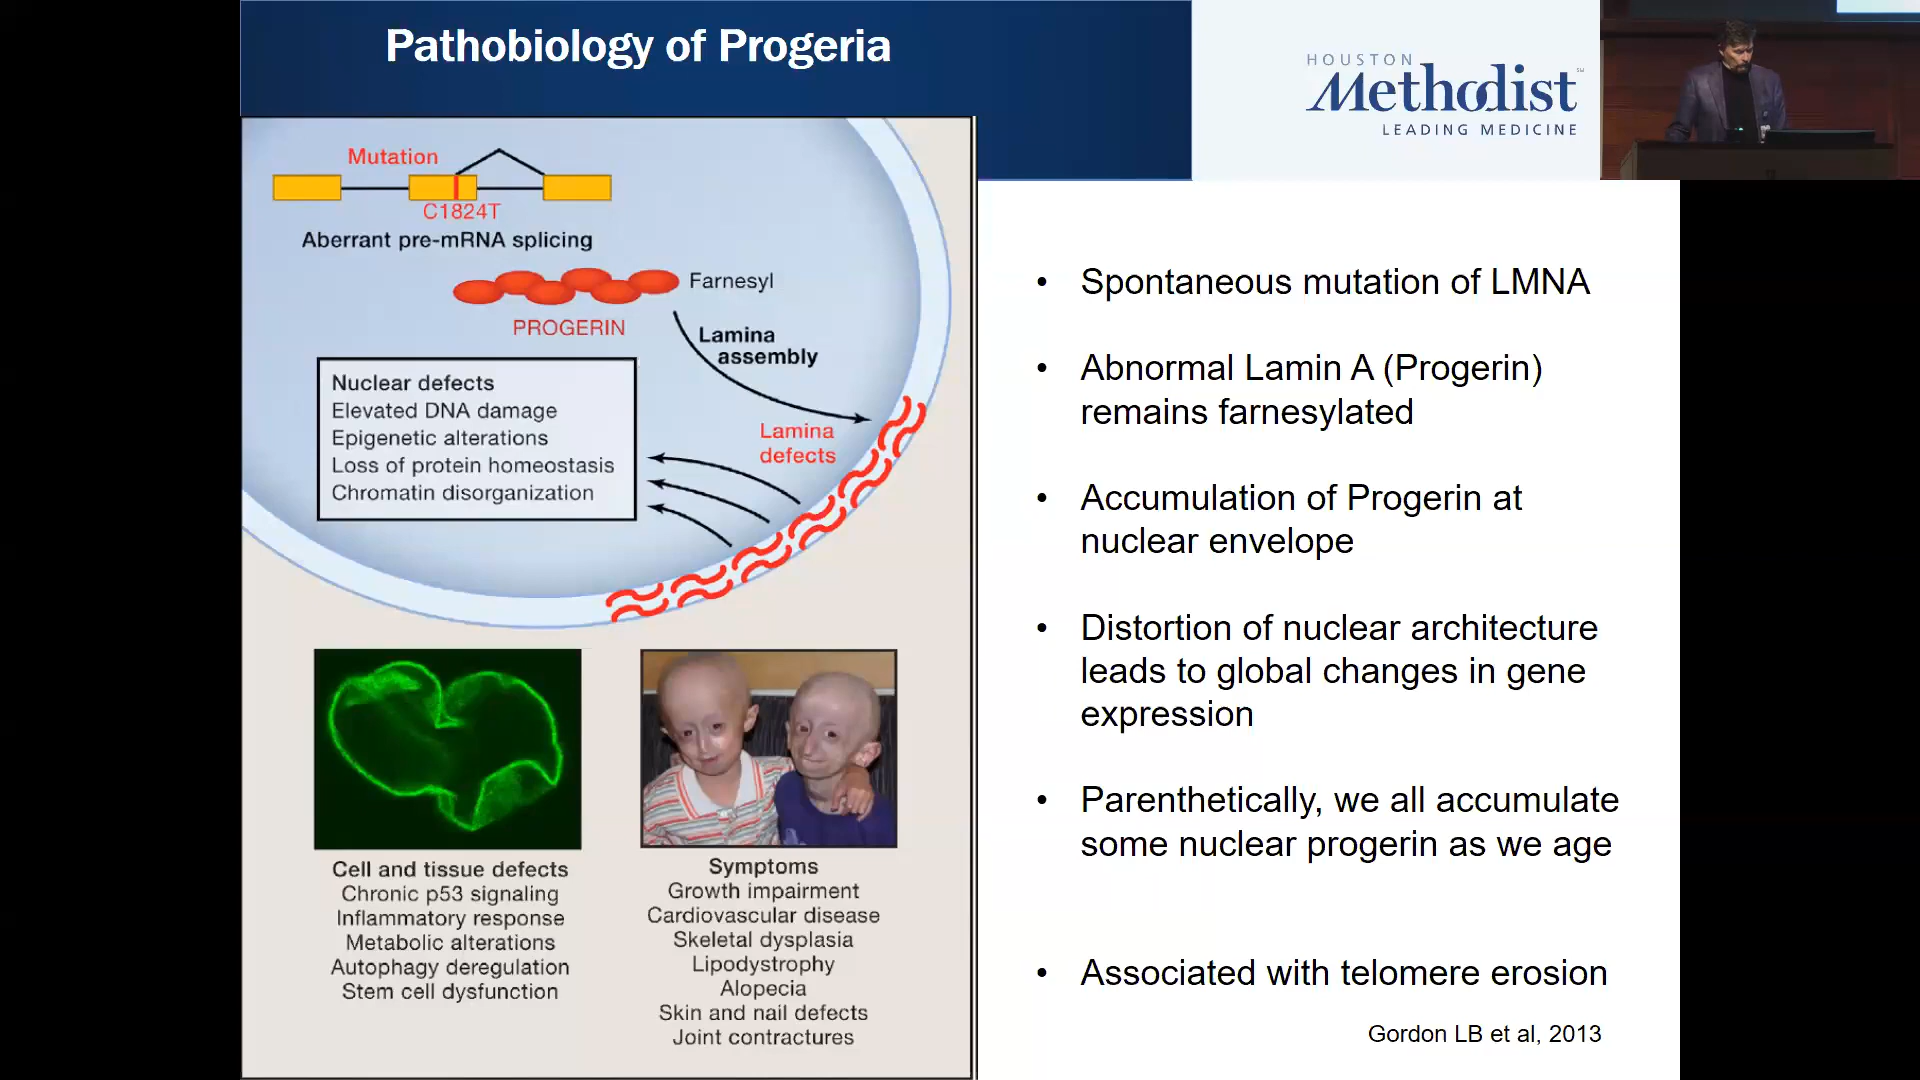 Pathobiology of Progeria
HOUSTON
Methodist
LEADING MEDICINE
Mutation
C1824T
Aberrant pre-mRNA splicing
Farnesyl
PROGERIN
Lamina
assembly
Nuclear defects
Elevated DNA damage
Epigenetic alterations
Loss of protein homeostasis
Chromatin disorganization
Lamina
defects
Cell and tissue defects
Chronic p53 signaling
Inflammatory response
Metabolic alterations
Autophagy deregulation
Stem cell dysfunction
Symptoms
Growth impairment
Cardiovascular disease
Skeletal dysplasia
Lipodystrophy
Alopecia
Skin and nail defects
Joint contractures
• Spontaneous mutation of LMNA
• Abnormal Lamin A (Progerin)
remains farnesylated
• Accumulation of Progerin at
nuclear envelope
• Distortion of nuclear architecture
leads to global changes in gene
expression
• Parenthetically, we all accumulate
some nuclear progerin as we age
• Associated with telomere erosion
Gordon LB et al, 2013